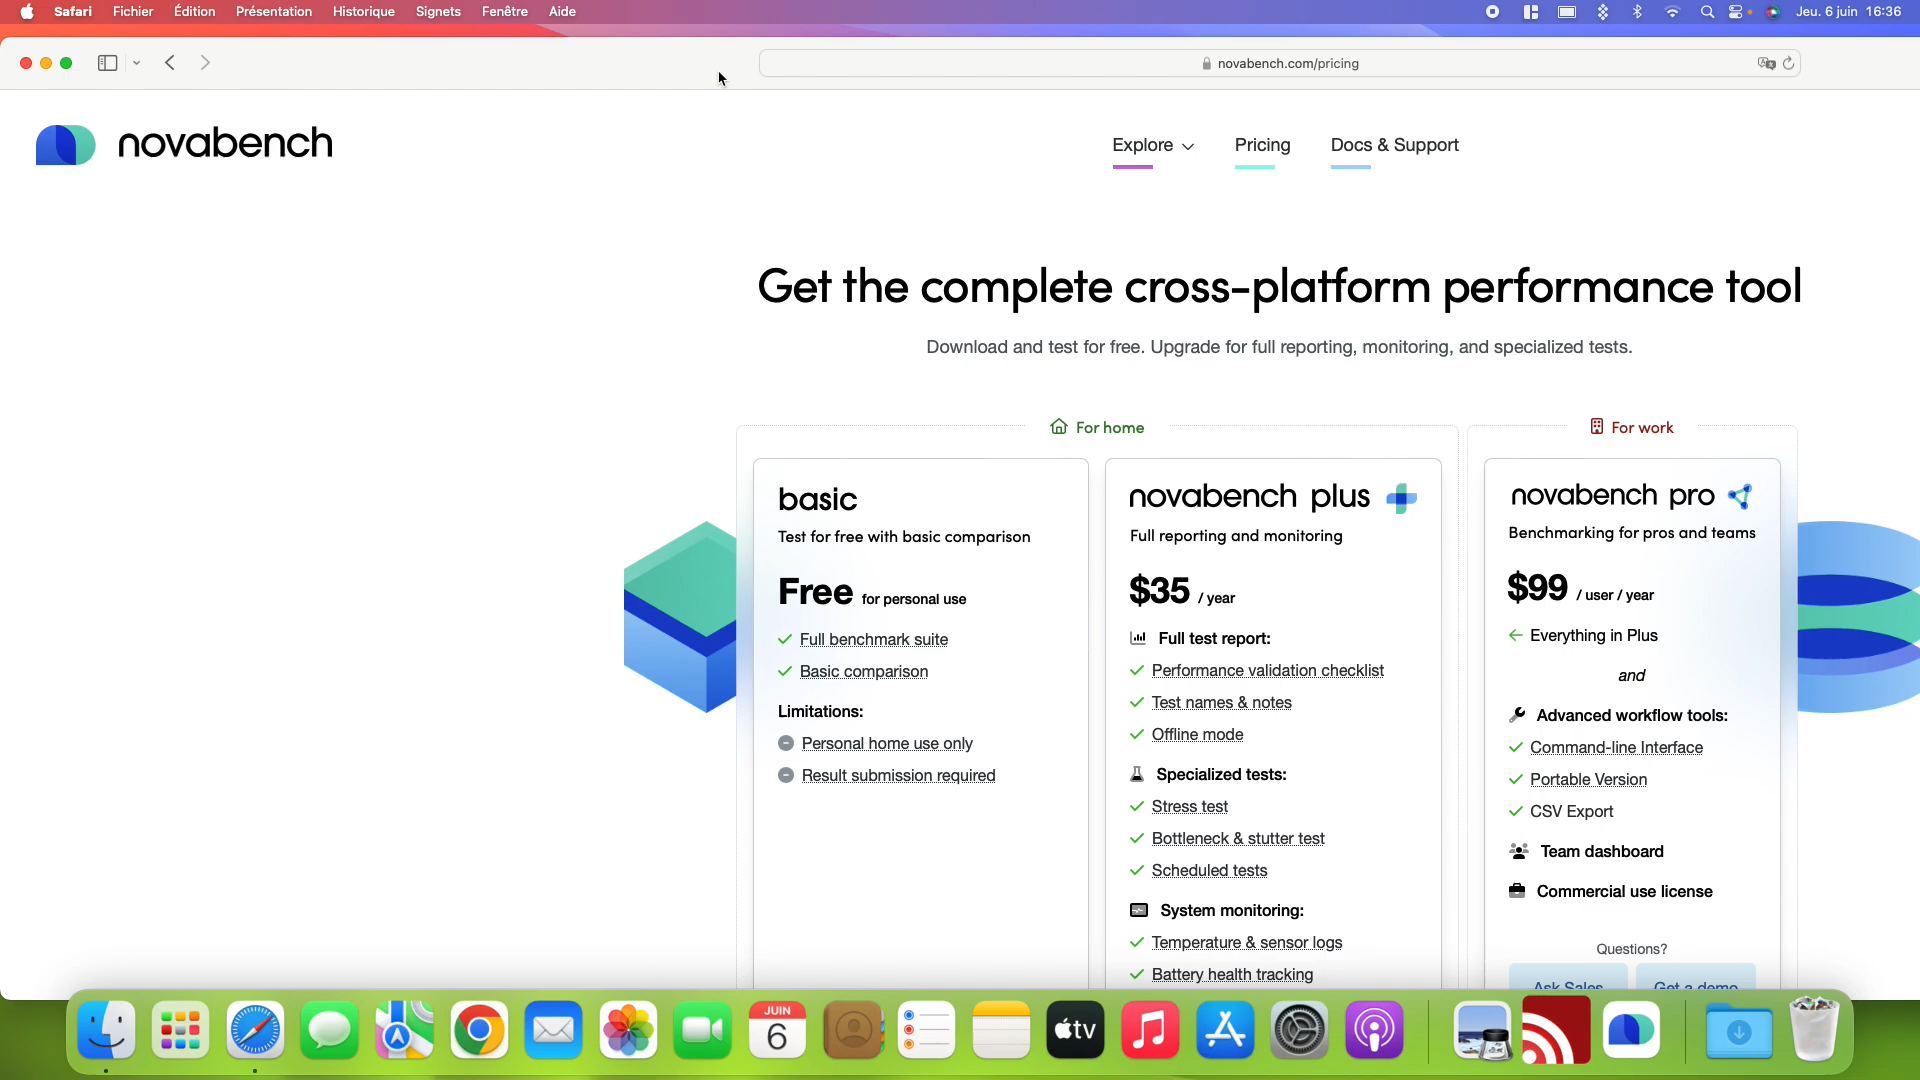 Safari Fichier Édition Présentation Historique Signets Fenêtre Aide Jeu. 6 juin 16:36
novabench.com/pricing
novabench
Explore Pricing Docs & Support
Get the complete cross-platform performance tool
Download and test for free. Upgrade for full reporting, monitoring, and specialized tests.
For home
basic
Test for free with basic comparison
Free for personal use
Full benchmark suite
Basic comparison
Limitations:
Personal home use only
Result submission required
novabench plus
Full reporting and monitoring
$35 / year
Full test report:
Performance validation checklist
Test names & notes
Offline mode
Specialized tests:
Stress test
Bottleneck & stutter test
Scheduled tests
System monitoring:
Temperature & sensor logs
Battery health tracking
For work
novabench pro
Benchmarking for pros and teams
$99 / user / year
Everything in Plus
and
Advanced workflow tools:
Command-line Interface
Portable Version
CSV Export
Team dashboard
Commercial use license
Questions?
Ask Sales Get a demo
JUIN
6
tv